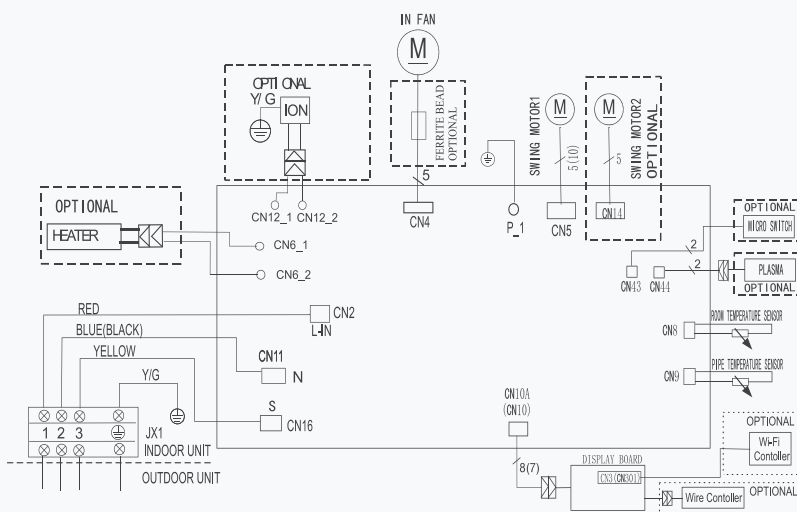 IN FAN
M
OPTIONAL
Y/G
ION
FERRITE BEAD
OPTIONAL
SWING MOTOR1
M
5(10)
M
5
SWING MOTOR2
OPTIONAL
5
CN12_1
CN12_2
CN4
P_1
CN5
CN14
OPTIONAL
HEATER
CN6_1
CN6_2
OPTIONAL
MICRO SWITCH
2
2
PLASMA
OPTIONAL
CN43
CN44
RED
CN2
L-IN
BLUE(BLACK)
YELLOW
CN11
N
Y/G
S
CN16
CN8
ROOM TEMPERATURE SENSOR
CN9
PIPE TEMPERATURE SENSOR
CN10A
(CN10)
1 2 3
JX1
INDOOR UNIT
OUTDOOR UNIT
8(7)
DISPLAY BOARD
CN3(CN301)
OPTIONAL
Wi-Fi
Contoller
Wire Contoller
OPTIONAL